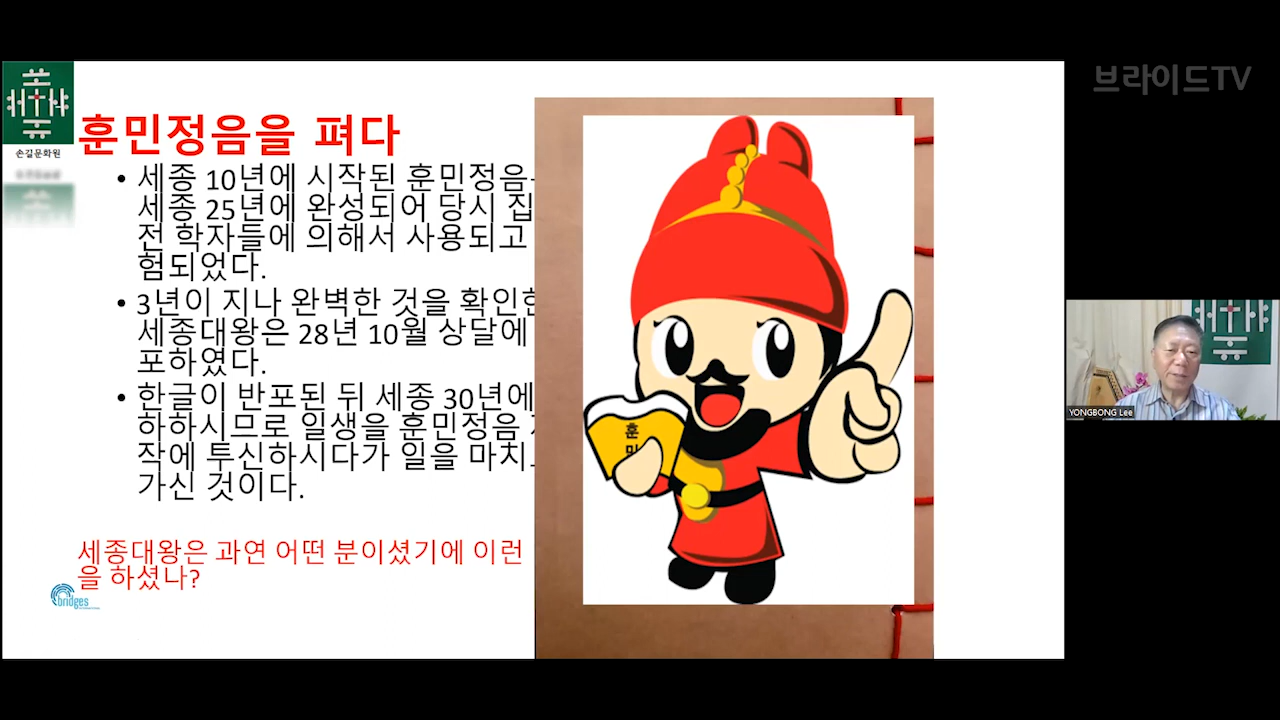 브라이드TV
손길문화원
훈민정음을 펴다
• 세종 10년에 시작된 훈민정음
세종 25년에 완성되어 당시 집
전 학자들에 의해서 사용되고
험되었다.
• 3년이 지나 완벽한 것을 확인한
세종대왕은 28년 10월 상달에
포하였다.
• 한글이 반포된 뒤 세종 30년에
하하시므로 일생을 훈민정음
작에 투신하시다가 일을 마치고
가신 것이다.
세종대왕은 과연 어떤 분이셨기에 이런
을 하셨나?
bridges
훈
민
YONGBONG Lee